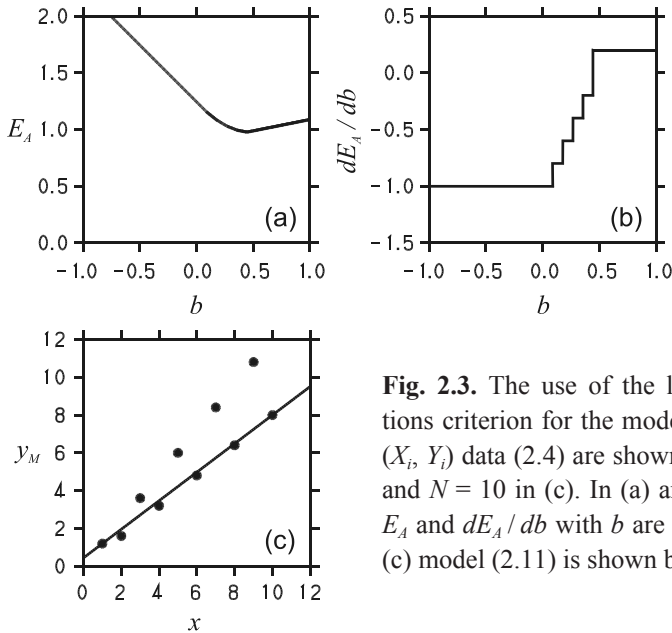 2.0
1.5
1.0
0.5
0.0
E_A
-1.0 -0.5 0.0 0.5 1.0
b
(a)
0.5
0.0
-0.5
-1.0
-1.5
dE_A / db
-1.0 -0.5 0.0 0.5 1.0
b
(b)
12
10
8
6
4
2
0
y_M
0 2 4 6 8 10 12
x
(c)
Fig. 2.3. The use of the l
tions criterion for the mode
(X_i, Y_i) data (2.4) are shown
and N = 10 in (c). In (a) a
E_A and dE_A / db with b are
(c) model (2.11) is shown b